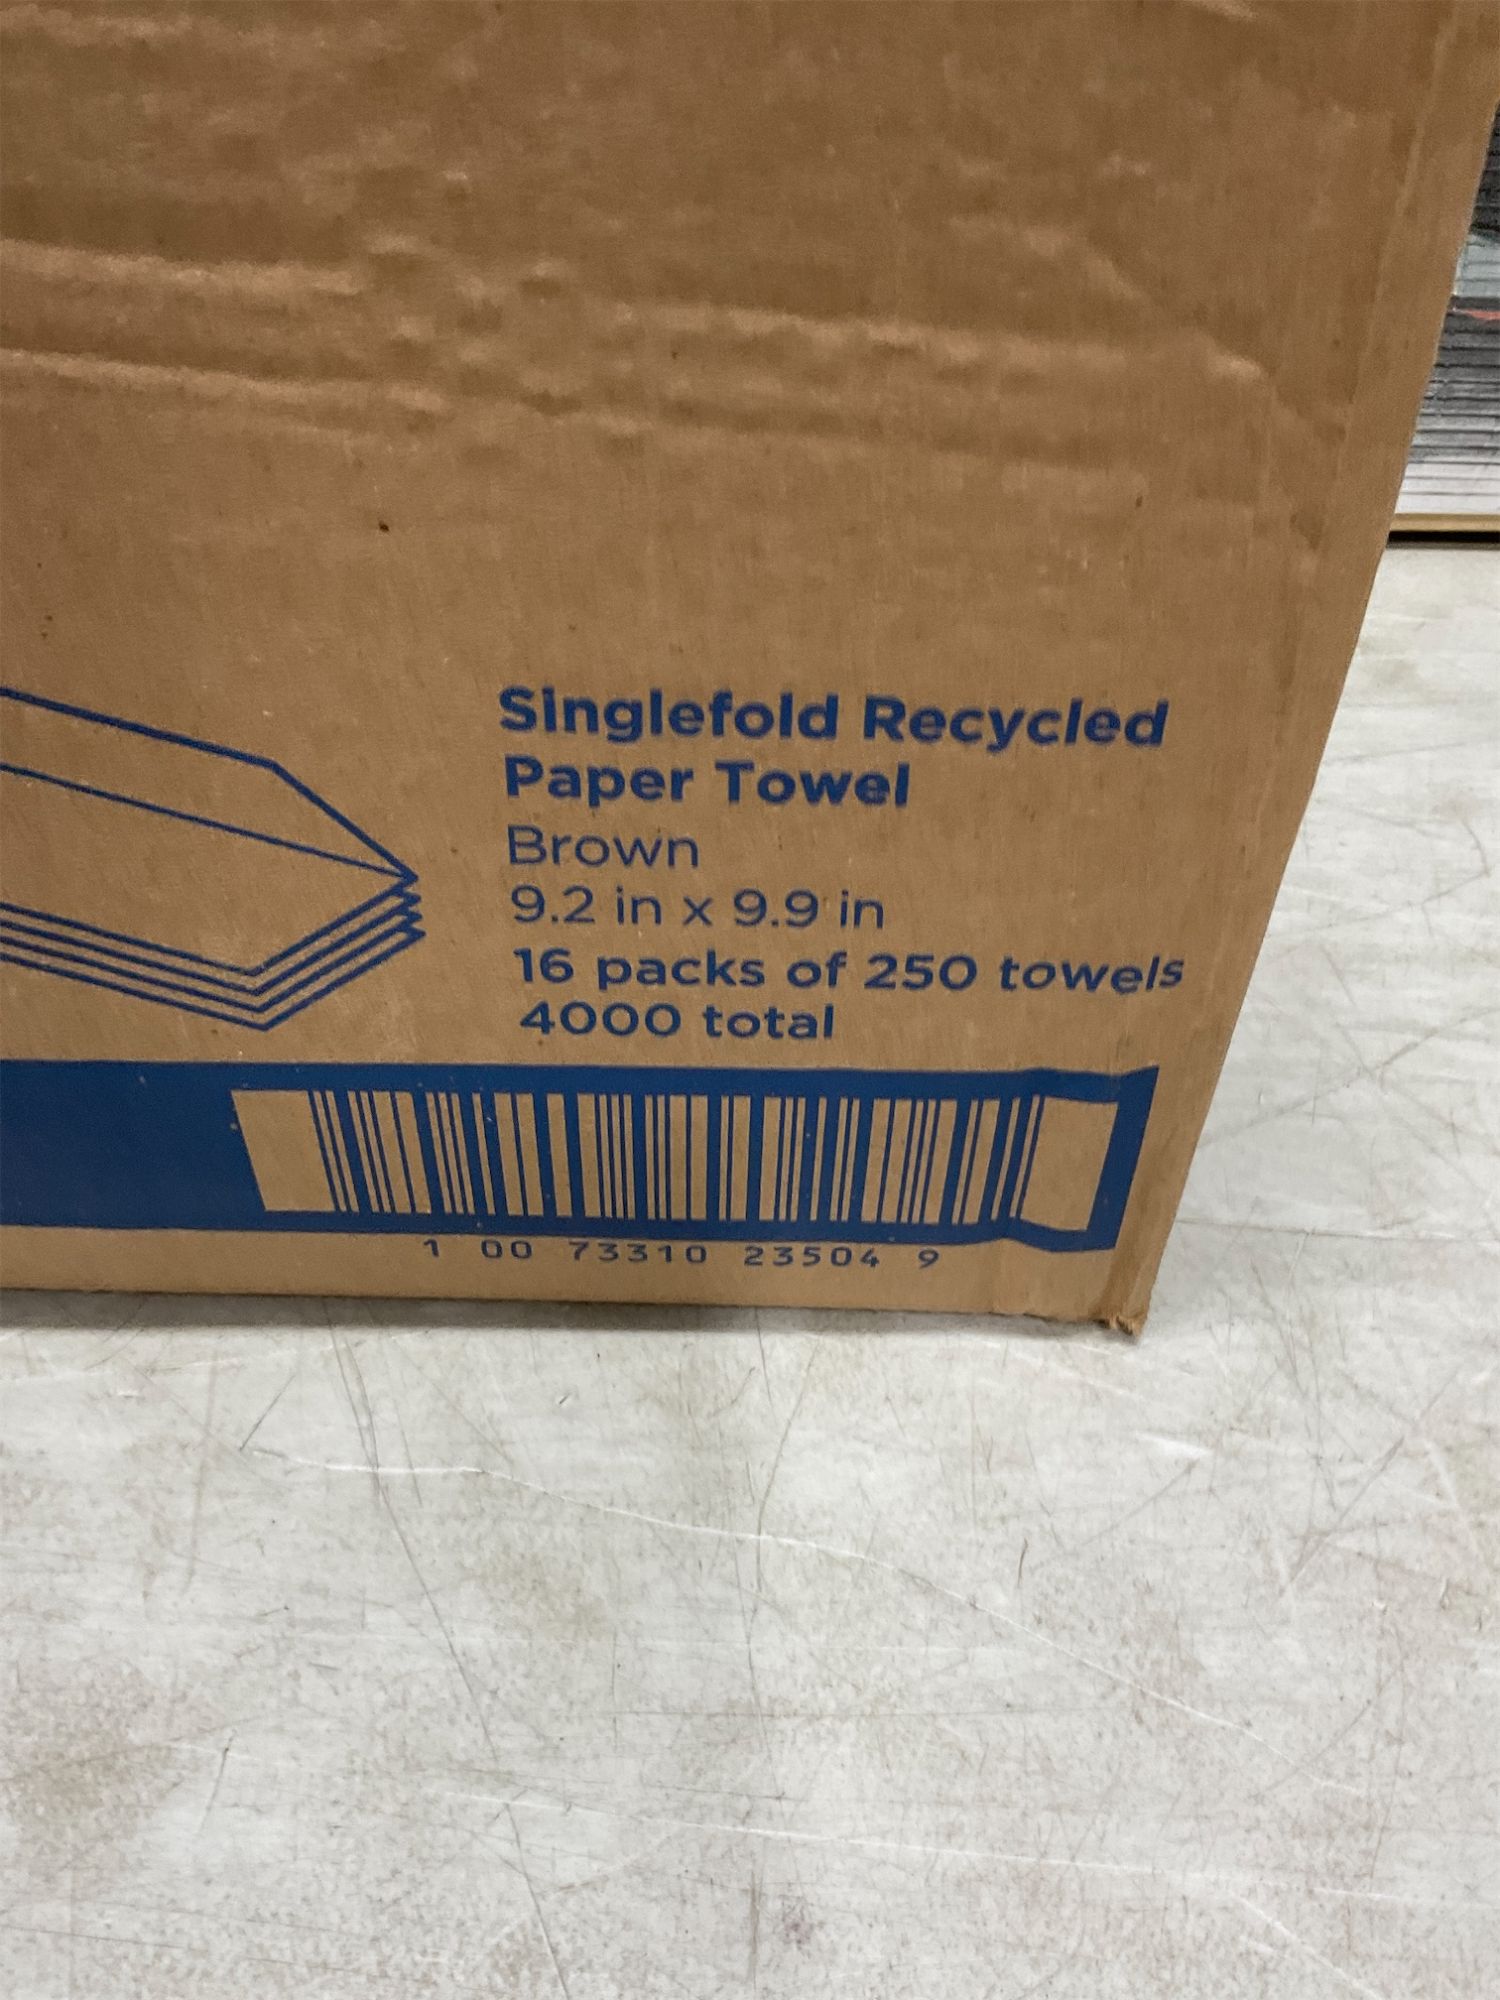 Singlefold Recycled
Paper Towel
Brown
9.2 in x 9.9 in
16 packs of 250 towels
4000 total
1 00 73310 23504 9